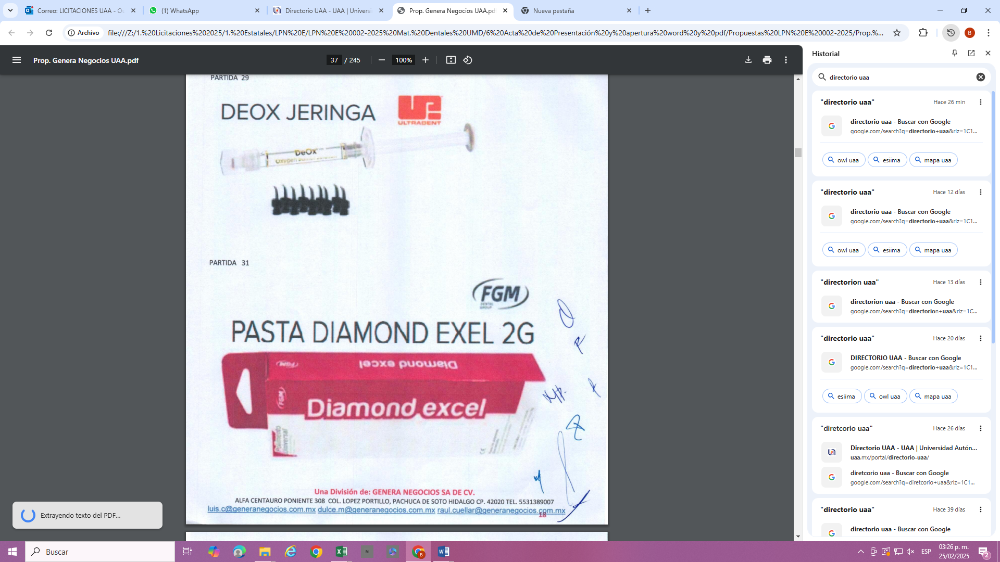 Correo: LICITACIONES UAA - Ou
(1) WhatsApp
Directorio UAA - UAA | Universi
Prop. Genera Negocios UAA.pdf
Nueva pestaña
Archivo
file:///Z:/1.%20Licitaciones%202025/1.%20Estatales/LPN%20E/LPN%20E%20002-2025%20Mat.%20Dentales%20UMD/6%20Acta%20de%20Presentación%20y%20apertura%20word%20y%20pdf/Propuestas%20LPN%20E%20002-2025/Prop.%...
B
Prop. Genera Negocios UAA.pdf
37 / 245
100%
PARTIDA 29
DEOX JERINGA
ULTRADENT
DeOx
PARTIDA 31
FGM
DENTAL GROUP
PASTA DIAMOND EXEL 2G
FGM
Diamond excel
FGM
Diamond excel
Una División de: GENERA NEGOCIOS SA DE CV.
ALFA CENTAURO PONIENTE 308 COL. LOPEZ PORTILLO, PACHUCA DE SOTO HIDALGO CP. 42020 TEL. 5531389007
luis.c@generanegocios.com.mx dulce.m@generanegocios.com.mx raul.cuellar@generanegocios.com.mx
18
Extrayendo texto del PDF...
Historial
directorio uaa
"directorio uaa"
Hace 26 min
directorio uaa - Buscar con Google
google.com/search?q=directorio+uaa&rlz=1C1...
owl uaa
esiima
mapa uaa
"directorio uaa"
Hace 12 días
directorio uaa - Buscar con Google
google.com/search?q=directorio+uaa&rlz=1C1...
owl uaa
esiima
mapa uaa
"directorion uaa"
Hace 13 días
directorion uaa - Buscar con Google
google.com/search?q=directorion+uaa&rlz=1C...
"directorio uaa"
Hace 20 días
DIRECTORIO UAA - Buscar con Google
google.com/search?q=directorio+uaa&rlz=1C1...
esiima
owl uaa
mapa uaa
"diretcorio uaa"
Hace 26 días
Directorio UAA - UAA | Universidad Autón...
uaa.mx/portal/directorio-uaa/
diretcorio uaa - Buscar con Google
google.com/search?q=diretcorio+uaa&rlz=1C1...
"directorio uaa"
Hace 39 días
directorio uaa - Buscar con Google
Buscar
ESP
03:26 p. m.
25/02/2025
2